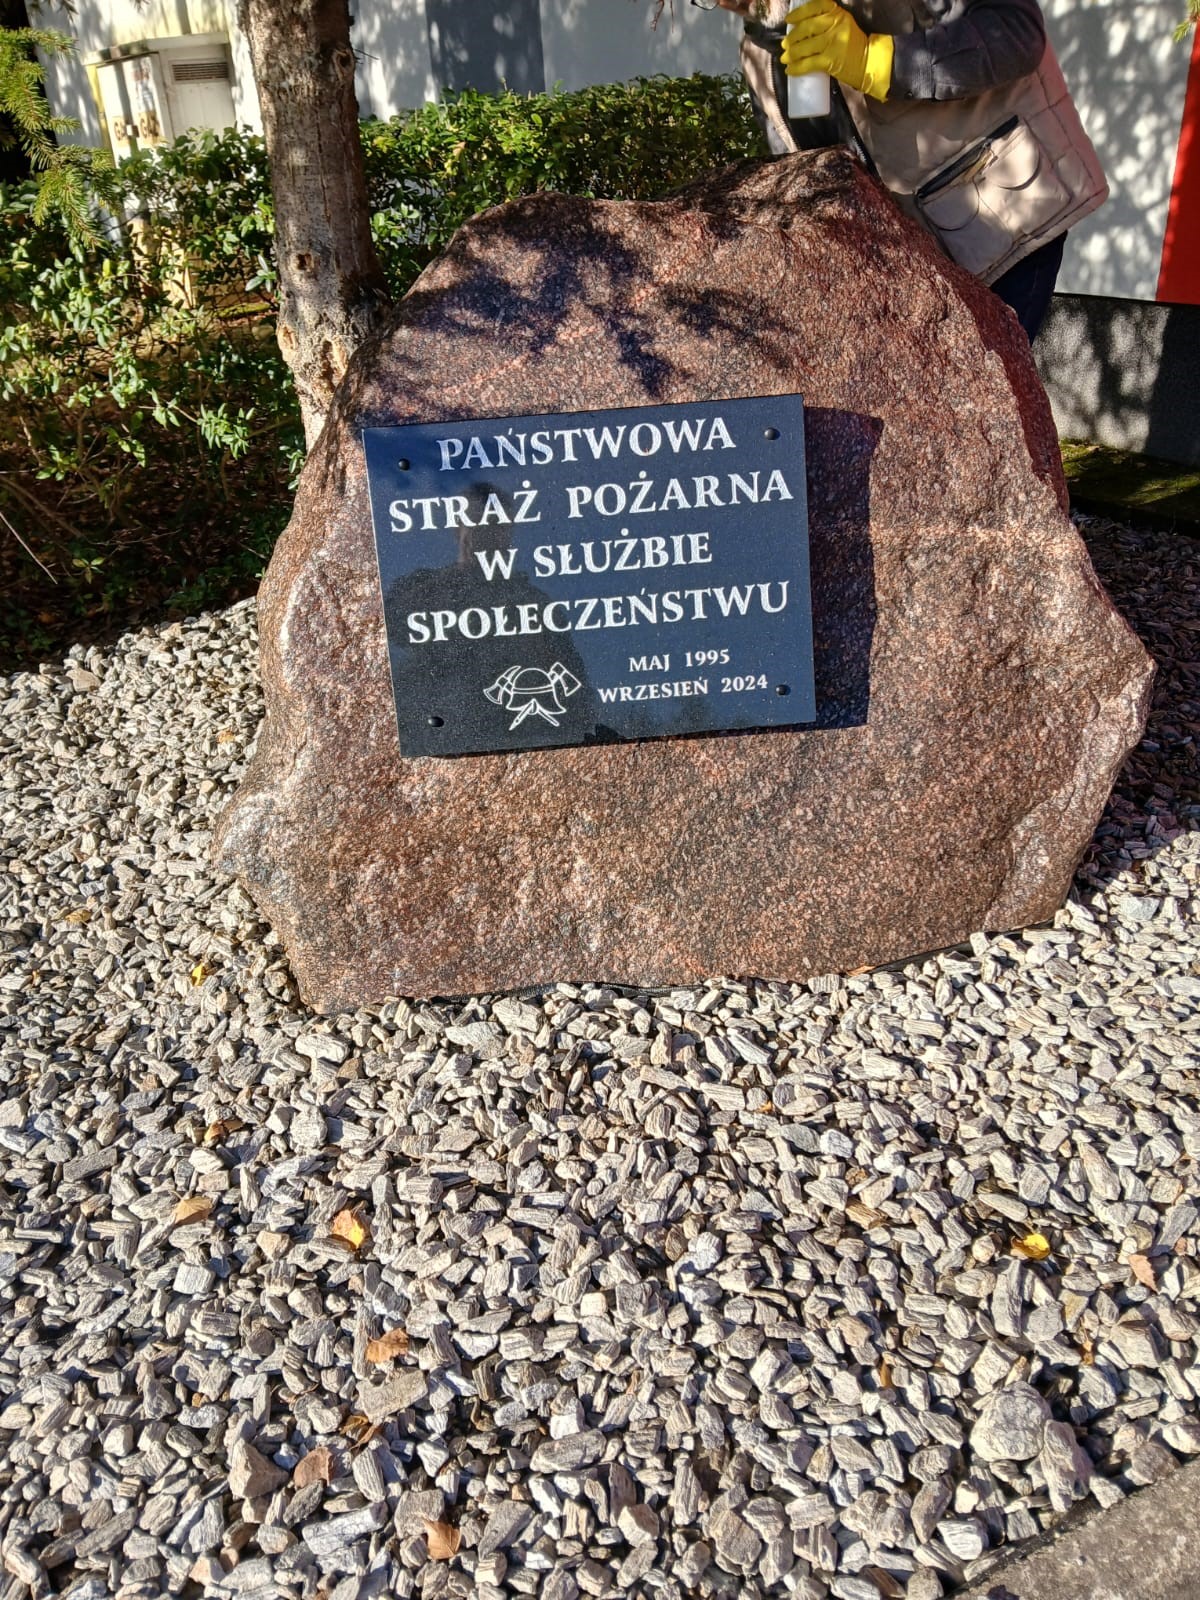 PAŃSTWOWA
STRAŻ POŻARNA
W SŁUŻBIE
SPOŁECZEŃSTWU
MAJ 1995
WRZESIEŃ 2024